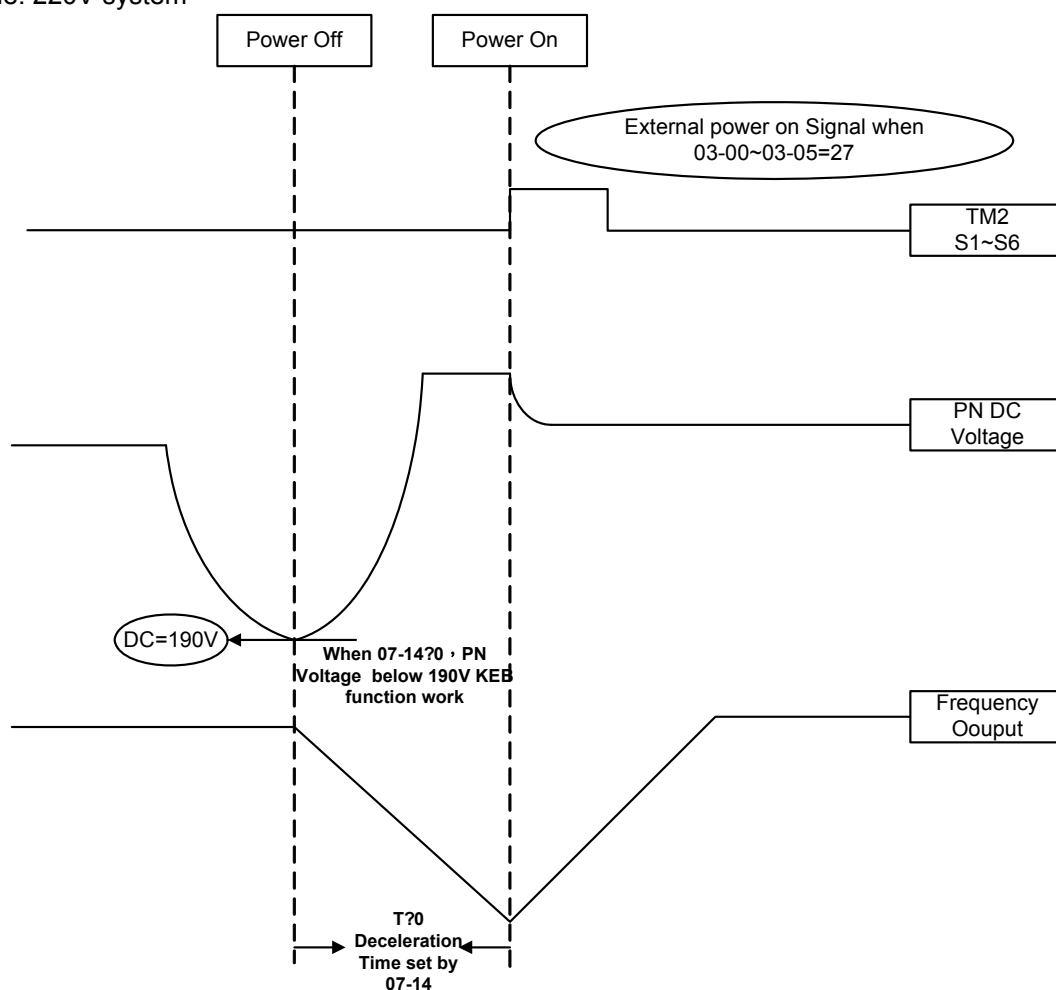 220V system
Power Off
Power On
External power on Signal when
03-00~03-05=27
TM2
S1~S6
PN DC
Voltage
DC=190V
When 07-14?0，PN
Voltage below 190V KEB
function work
Frequency
Oouput
T?0
Deceleration
Time set by
07-14